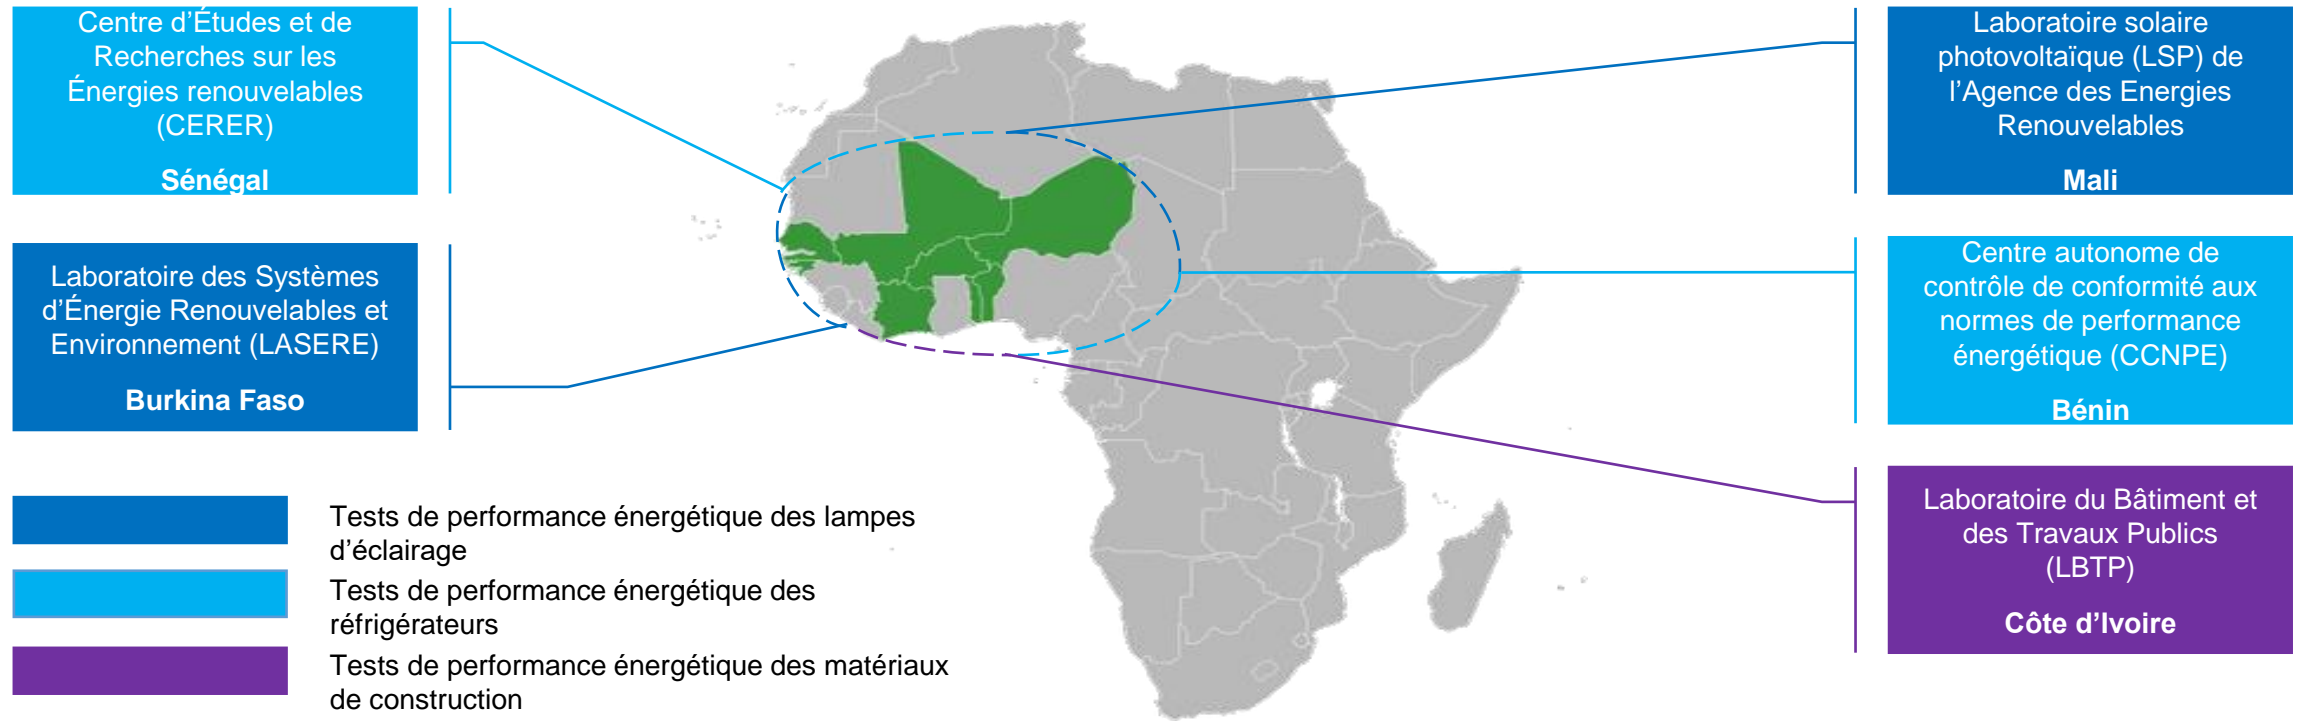 Centre d’Études et de
Recherches sur les
Énergies renouvelables
(CERER)
Sénégal
Laboratoire des Systèmes
d’Énergie Renouvelables et
Environnement (LASERE)
Burkina Faso
Laboratoire solaire
photovoltaïque (LSP) de
l’Agence des Energies
Renouvelables
Mali
Centre autonome de
contrôle de conformité aux
normes de performance
énergétique (CCNPE)
Bénin
Laboratoire du Bâtiment et
des Travaux Publics
(LBTP)
Côte d’Ivoire
Tests de performance énergétique des lampes
d’éclairage
Tests de performance énergétique des
réfrigérateurs
Tests de performance énergétique des matériaux
de construction